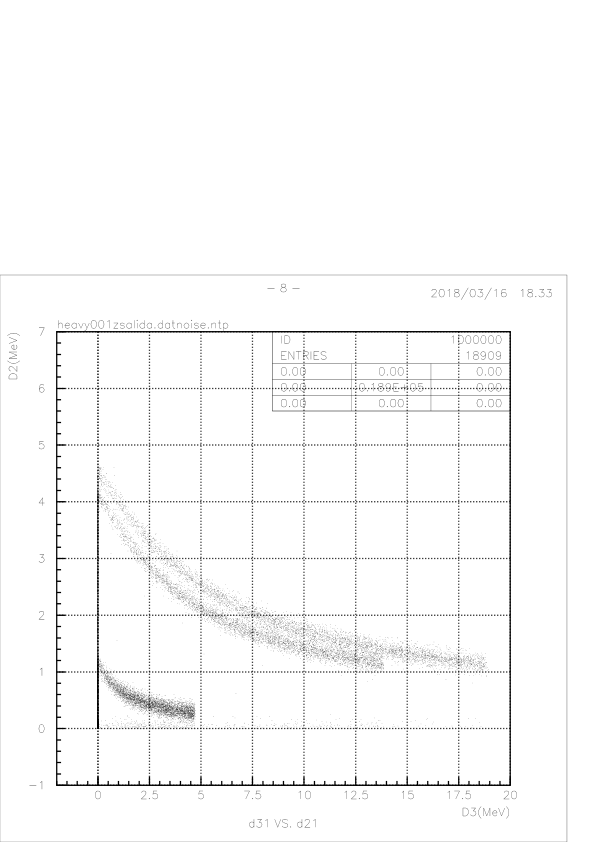 - 8 -
2018/03/16 18.33
heavy001zsalida.datnoise.ntp
D2(MeV)
ID 1000000
ENTRIES 18909
0.00 0.00 0.00
0.00 0.189E+05 0.00
0.00 0.00 0.00
7
6
5
4
3
2
1
0
-1
0 2.5 5 7.5 10 12.5 15 17.5 20
D3(MeV)
d31 VS. d21